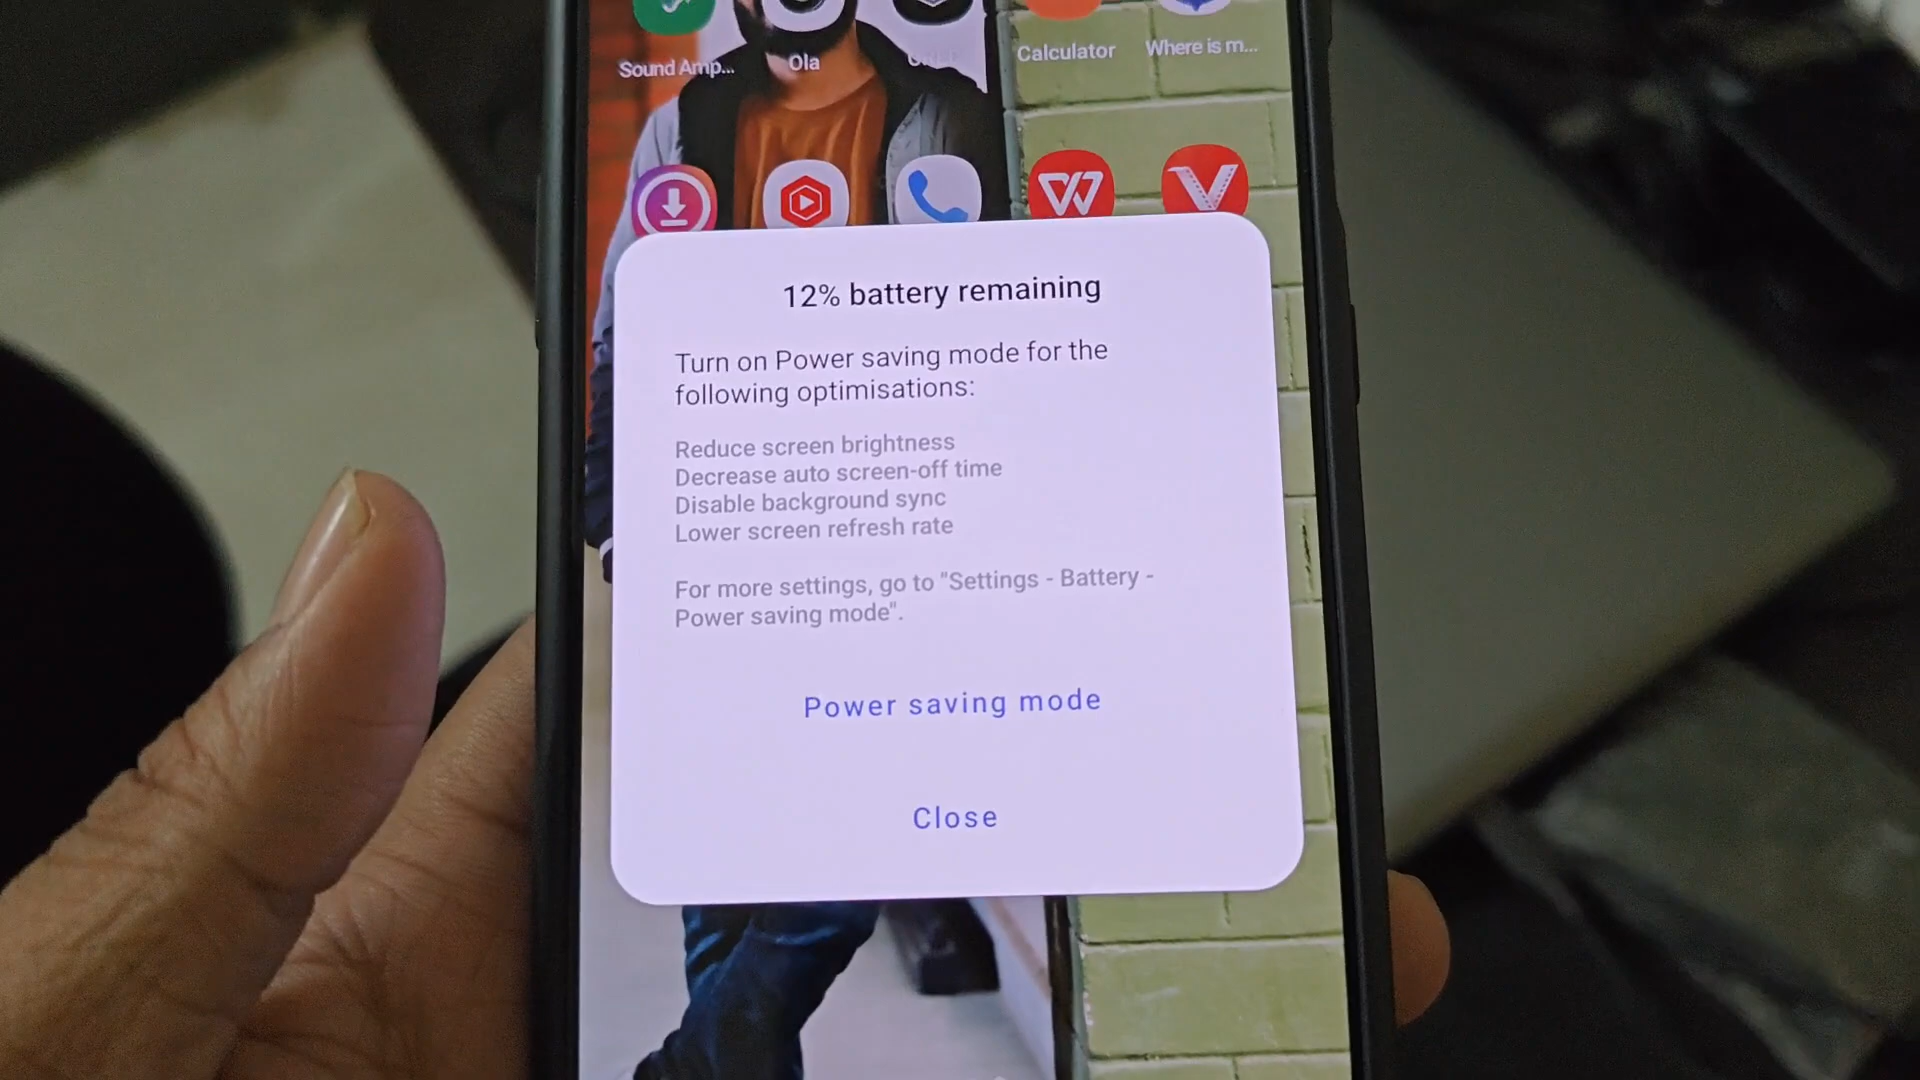 Sound Amp...
Ola
Calculator
Where is m...
12% battery remaining
Turn on Power saving mode for the
following optimisations:
Reduce screen brightness
Decrease auto screen-off time
Disable background sync
Lower screen refresh rate
For more settings, go to "Settings - Battery -
Power saving mode".
Power saving mode
Close